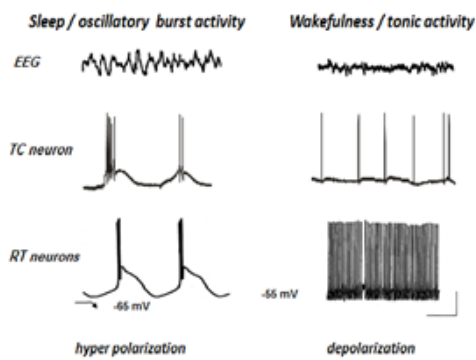 Sleep / oscillatory burst activity
Wakefulness / tonic activity
EEG
TC neuron
RT neurons
-65 mV
-55 mV
hyper polarization
depolarization